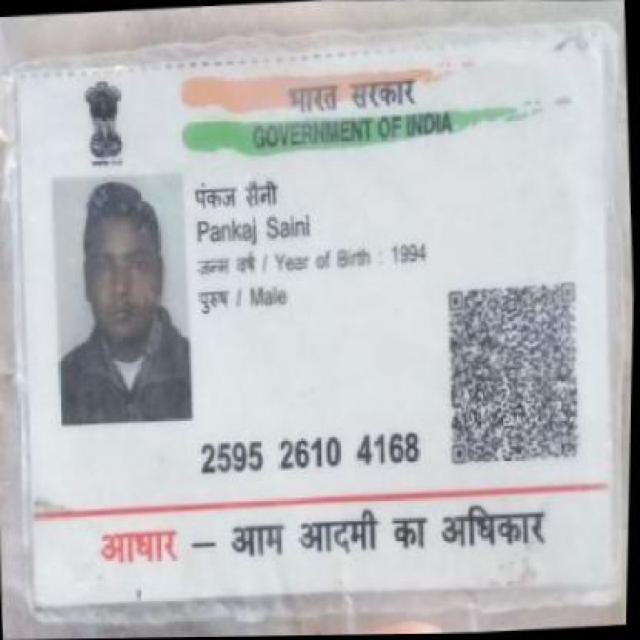 भारत सरकार
GOVERNMENT OF INDIA
पंकज सैनी
Pankaj Saini
जन्म वर्ष / Year of Birth : 1994
पुरुष / Male
2595 2610 4168
आधार – आम आदमी का अधिकार